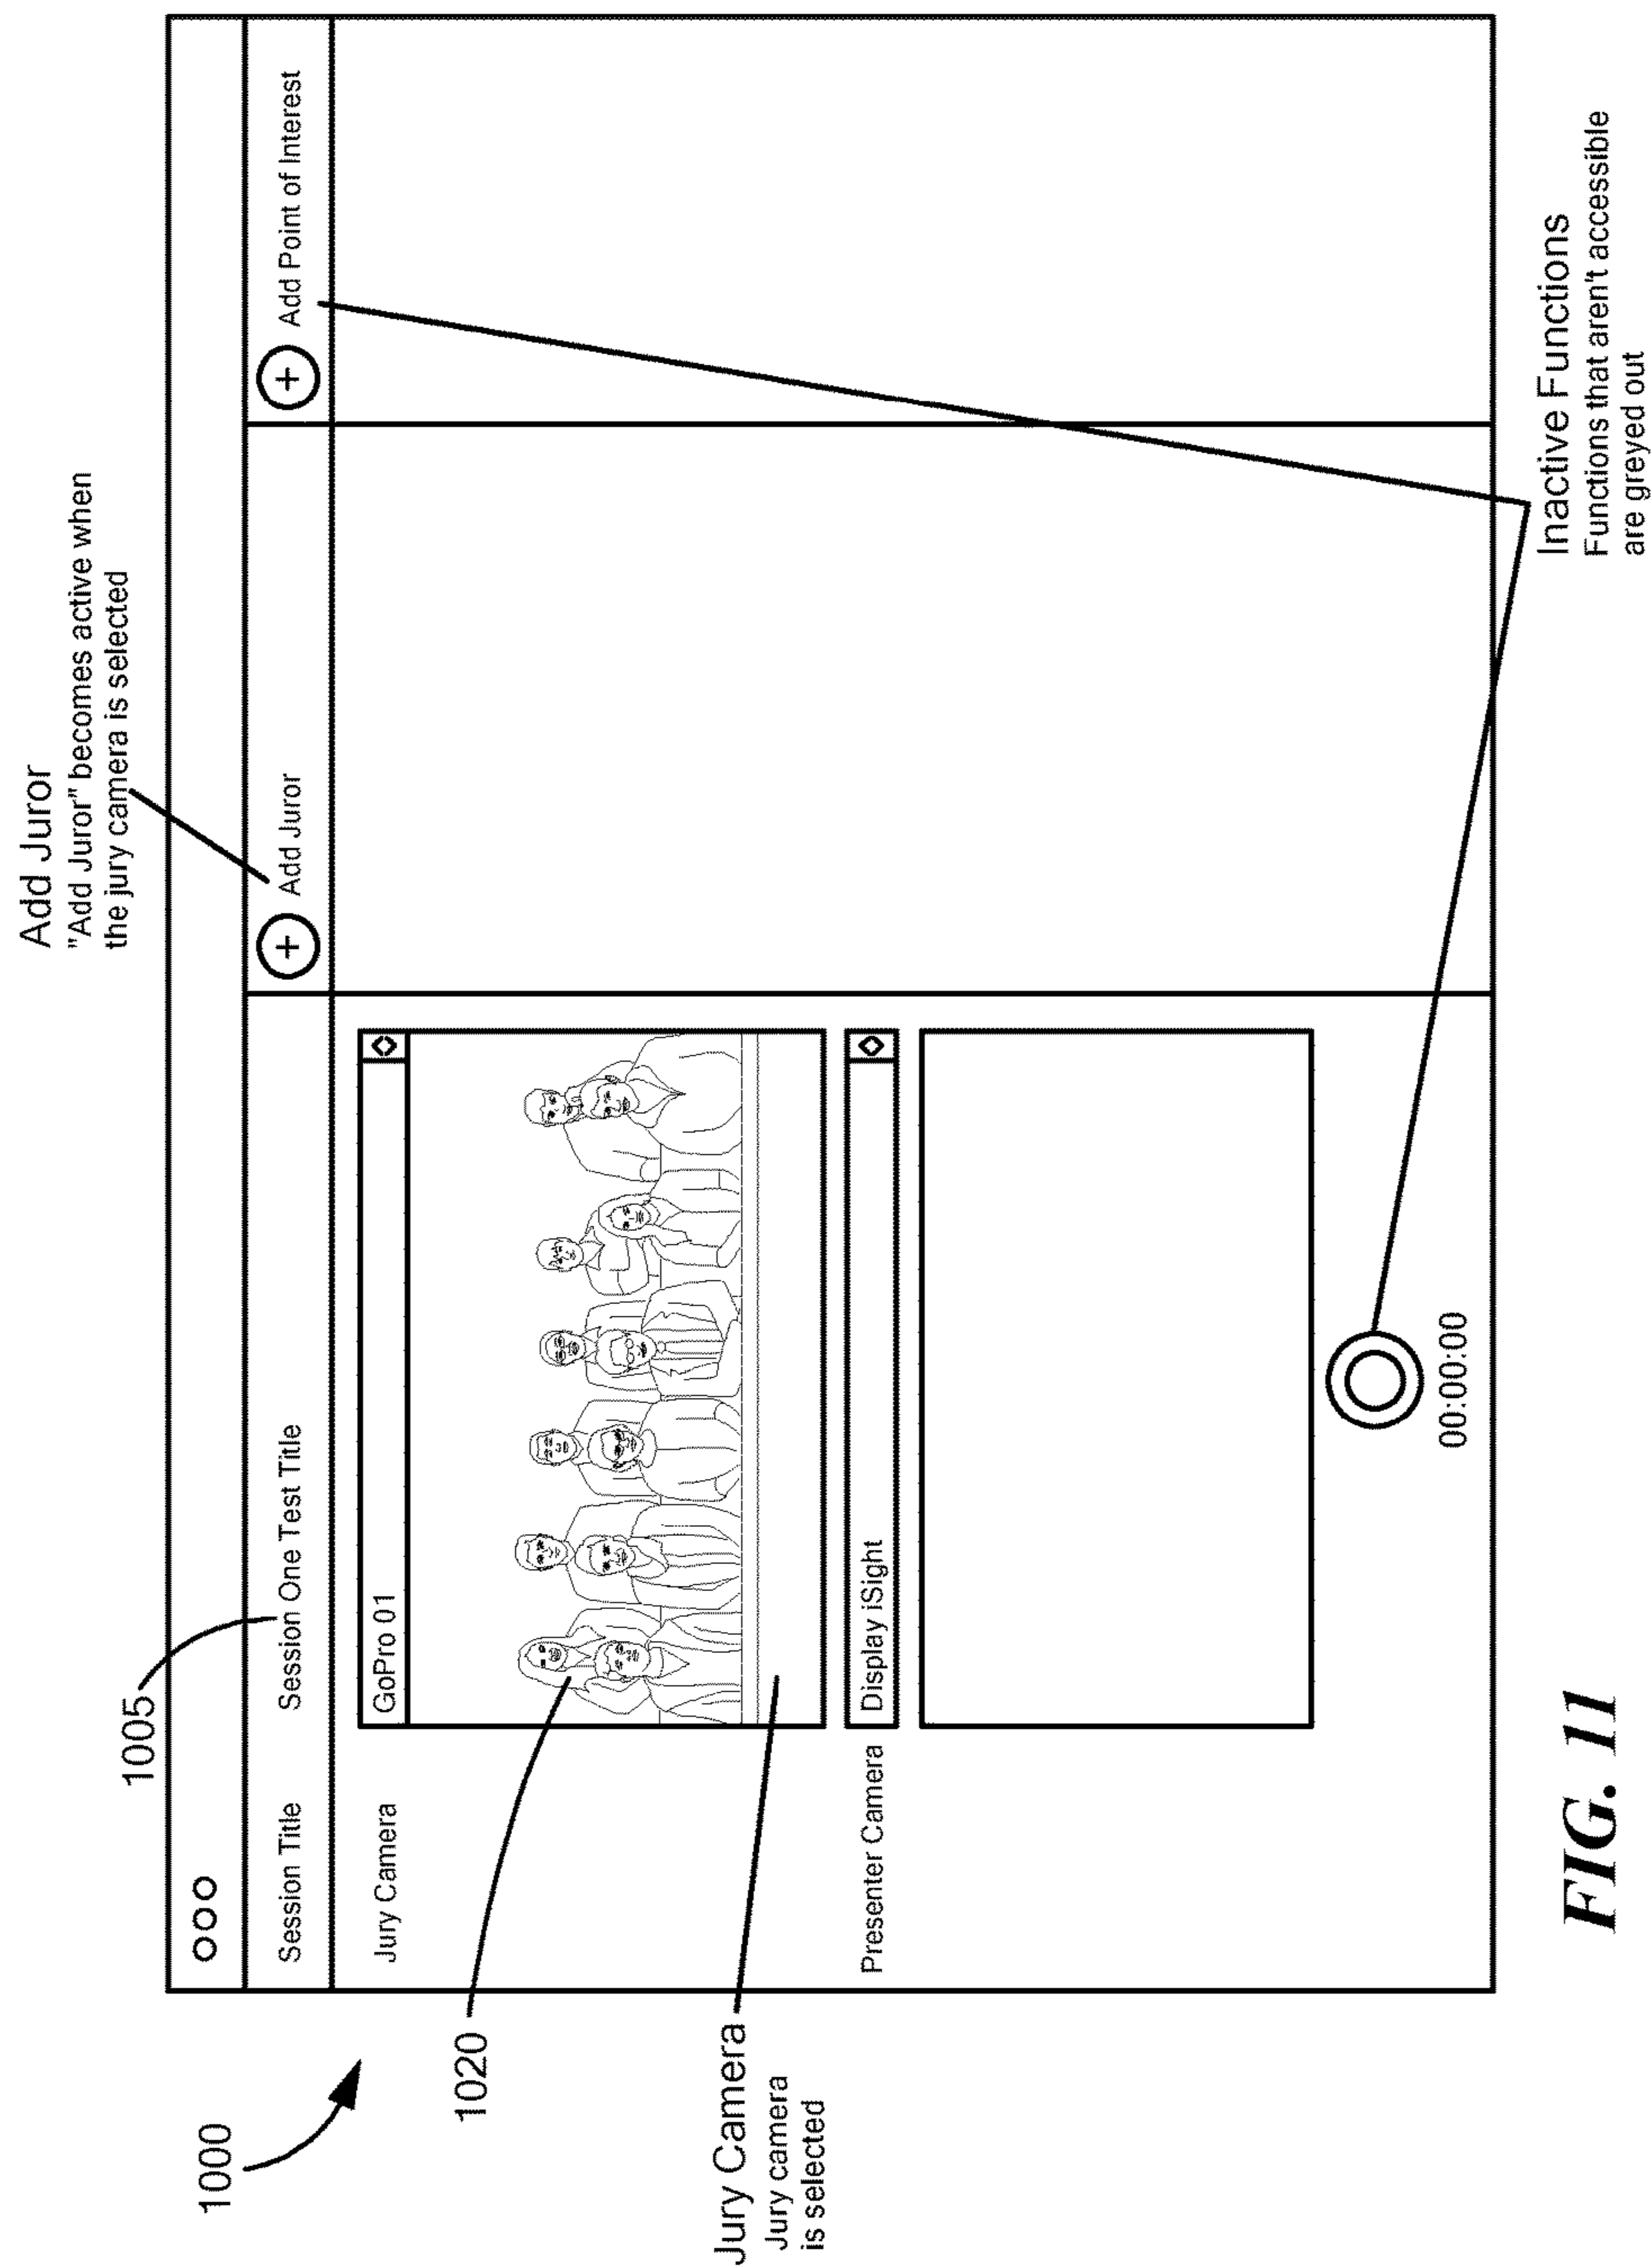 Add Juror
"Add Juror" becomes active when
the jury camera is selected
1005
1000
Session Title
Session One Test Title
+ Add Juror
+ Add Point of Interest
Jury Camera
GoPro 01
1020
Jury Camera
Jury camera
is selected
Presenter Camera
Display iSight
00:00:00
Inactive Functions
Functions that aren't accessible
are greyed out
FIG. 11